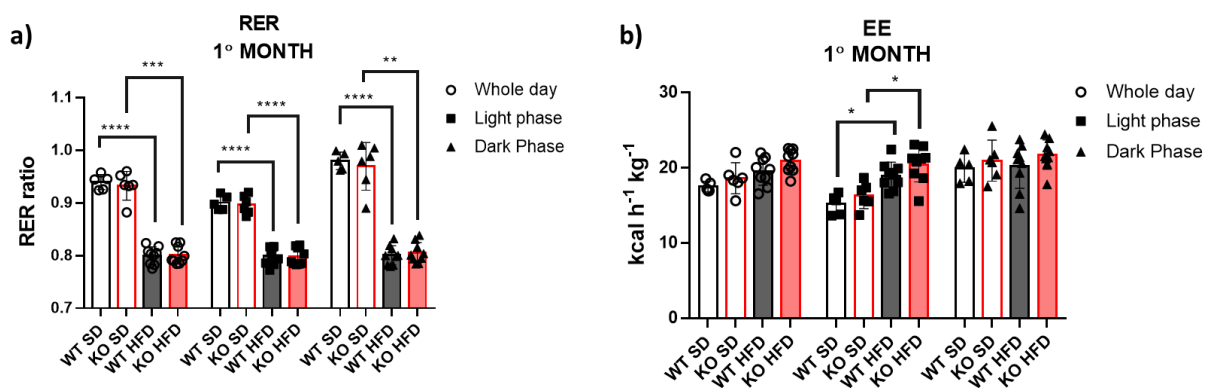 a)
RER
1° MONTH
*** ** 
**** **** ****
****
Whole day
Light phase
Dark Phase
RER ratio
1.1
1.0
0.9
0.8
0.7
WT SD
KO SD
WT HFD
KO HFD
WT SD
KO SD
WT HFD
KO HFD
WT SD
KO SD
WT HFD
KO HFD
b)
EE
1° MONTH
*
*
Whole day
Light phase
Dark Phase
kcal h-1 kg-1
30
20
10
0
WT SD
KO SD
WT HFD
KO HFD
WT SD
KO SD
WT HFD
KO HFD
WT SD
KO SD
WT HFD
KO HFD